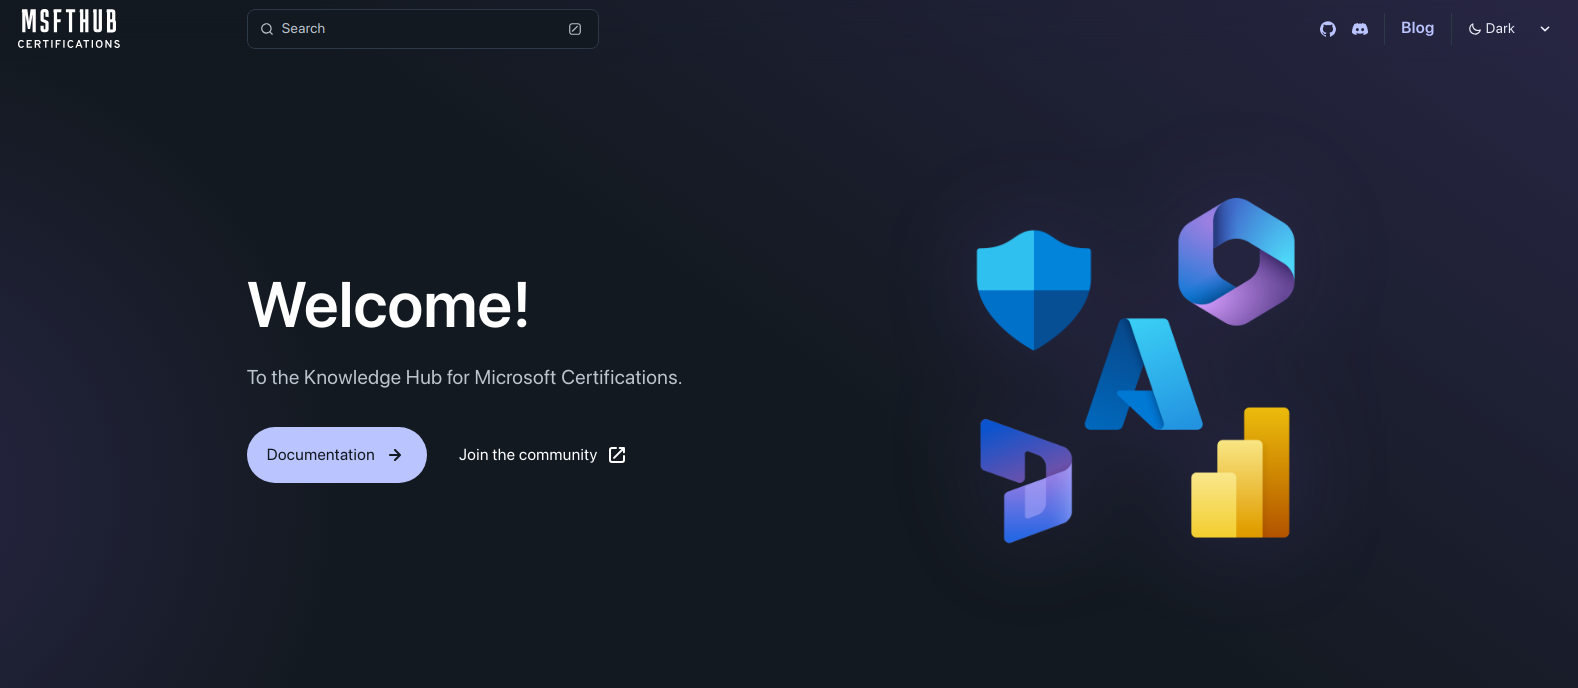 MSFTHUB
CERTIFICATIONS
Search
Blog
Dark
Welcome!
To the Knowledge Hub for Microsoft Certifications.
Documentation
Join the community